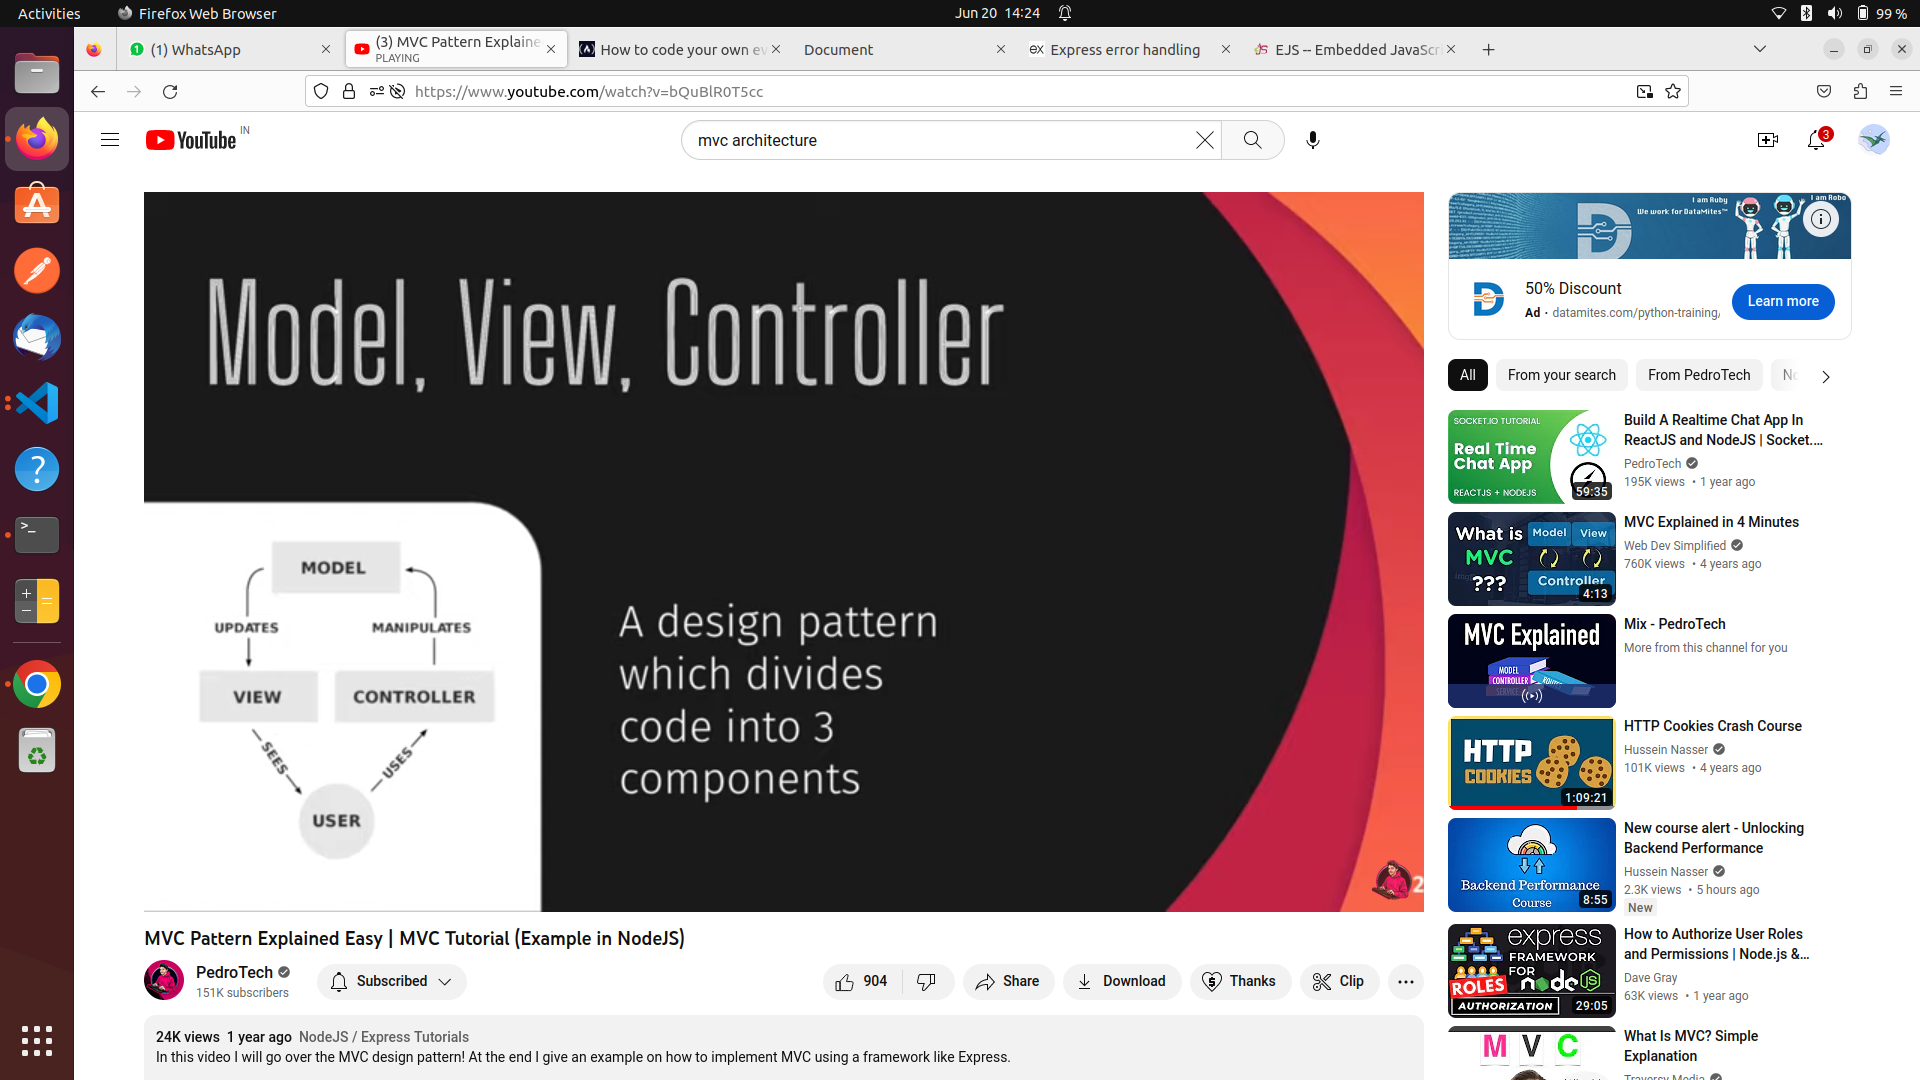 Activities
Firefox Web Browser
Jun 20 14:24
99 %
(1) WhatsApp
(3) MVC Pattern Explaine
PLAYING
How to code your own ev
Document
Express error handling
EJS -- Embedded JavaScri
https://www.youtube.com/watch?v=bQuBlR0T5cc
YouTube IN
mvc architecture
3
Model, View, Controller
MODEL
UPDATES
MANIPULATES
VIEW
CONTROLLER
SEES
USES
USER
A design pattern
which divides
code into 3
components
2
MVC Pattern Explained Easy | MVC Tutorial (Example in NodeJS)
PedroTech
151K subscribers
Subscribed
904
Share
Download
Thanks
Clip
24K views 1 year ago NodeJS / Express Tutorials
In this video I will go over the MVC design pattern! At the end I give an example on how to implement MVC using a framework like Express.
I am Ruby
I am Robo
We work for DataMites™
50% Discount
Ad · datamites.com/python-training/
Learn more
All
From your search
From PedroTech
SOCKET.IO TUTORIAL
Real Time
Chat App
REACTJS + NODEJS
59:35
Build A Realtime Chat App In
ReactJS and NodeJS | Socket....
PedroTech
195K views • 1 year ago
What is
MVC
???
Model
View
Controller
4:13
MVC Explained in 4 Minutes
Web Dev Simplified
760K views • 4 years ago
MVC Explained
MODEL
CONTROLLER
Mix - PedroTech
More from this channel for you
HTTP
COOKIES
1:09:21
HTTP Cookies Crash Course
Hussein Nasser
101K views • 4 years ago
Backend Performance
Course
8:55
New course alert - Unlocking
Backend Performance
Hussein Nasser
2.3K views • 5 hours ago
New
express
FRAMEWORK
FOR
node
JS
ROLES
AUTHORIZATION
29:05
How to Authorize User Roles
and Permissions | Node.js &...
Dave Gray
63K views • 1 year ago
M V C
What Is MVC? Simple
Explanation
Traversy Media